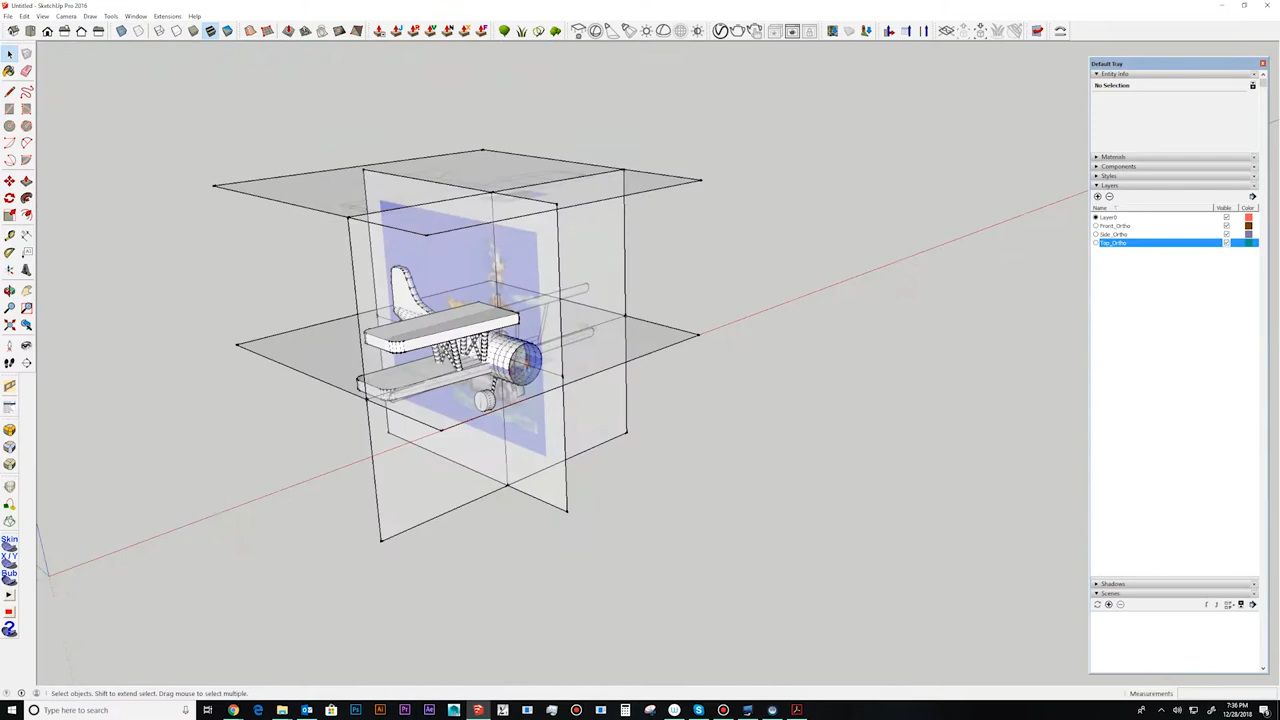 Untitled - SketchUp Pro 2016
File Edit View Camera Draw Tools Window Extensions Help
Default Tray
Entity Info
No Selection
Materials
Components
Styles
Layers
Name Visible Color
Layer0
Front_Ortho
Side_Ortho
Top_Ortho
Skin
X/Y
Bub
Shadows
Scenes
Select objects. Shift to extend select. Drag mouse to select multiple.
Measurements
Type here to search
7:36 PM
12/28/2018